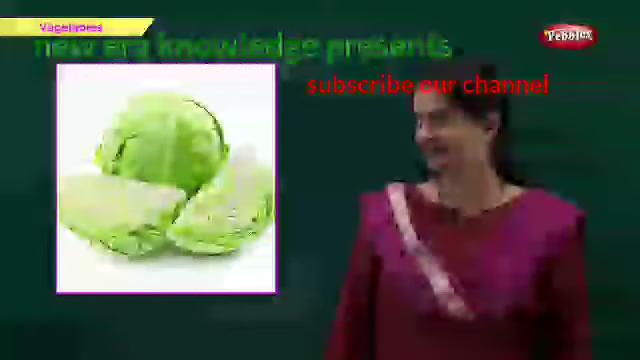 Vegetables
new era knowledge presents
Pebbles
subscribe our channel